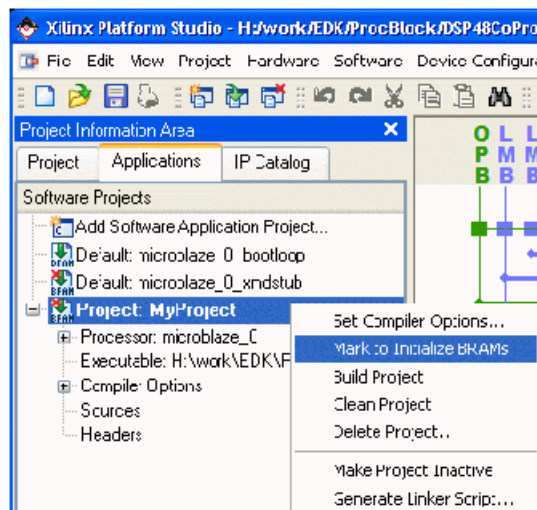 Xilinx Platform Studio - H:/work/EDK/ProcBlock/DSP48CoPro
File Edit View Project Hardware Software Device Configura
Project Information Area
Project Applications IP Catalog
Software Projects
Add Software Application Project...
Default: microblaze_0_bootloop
Default: microblaze_0_xmdstub
Project: MyProject
Processor: microblaze_0
Executable: H:\work\EDK\P
Compiler Options
Sources
Headers
Set Compiler Options...
Mark to Initialize BRAMs
Build Project
Clean Project
Delete Project...
Make Project Inactive
Generate Linker Script...
O L L
P M M
B B B